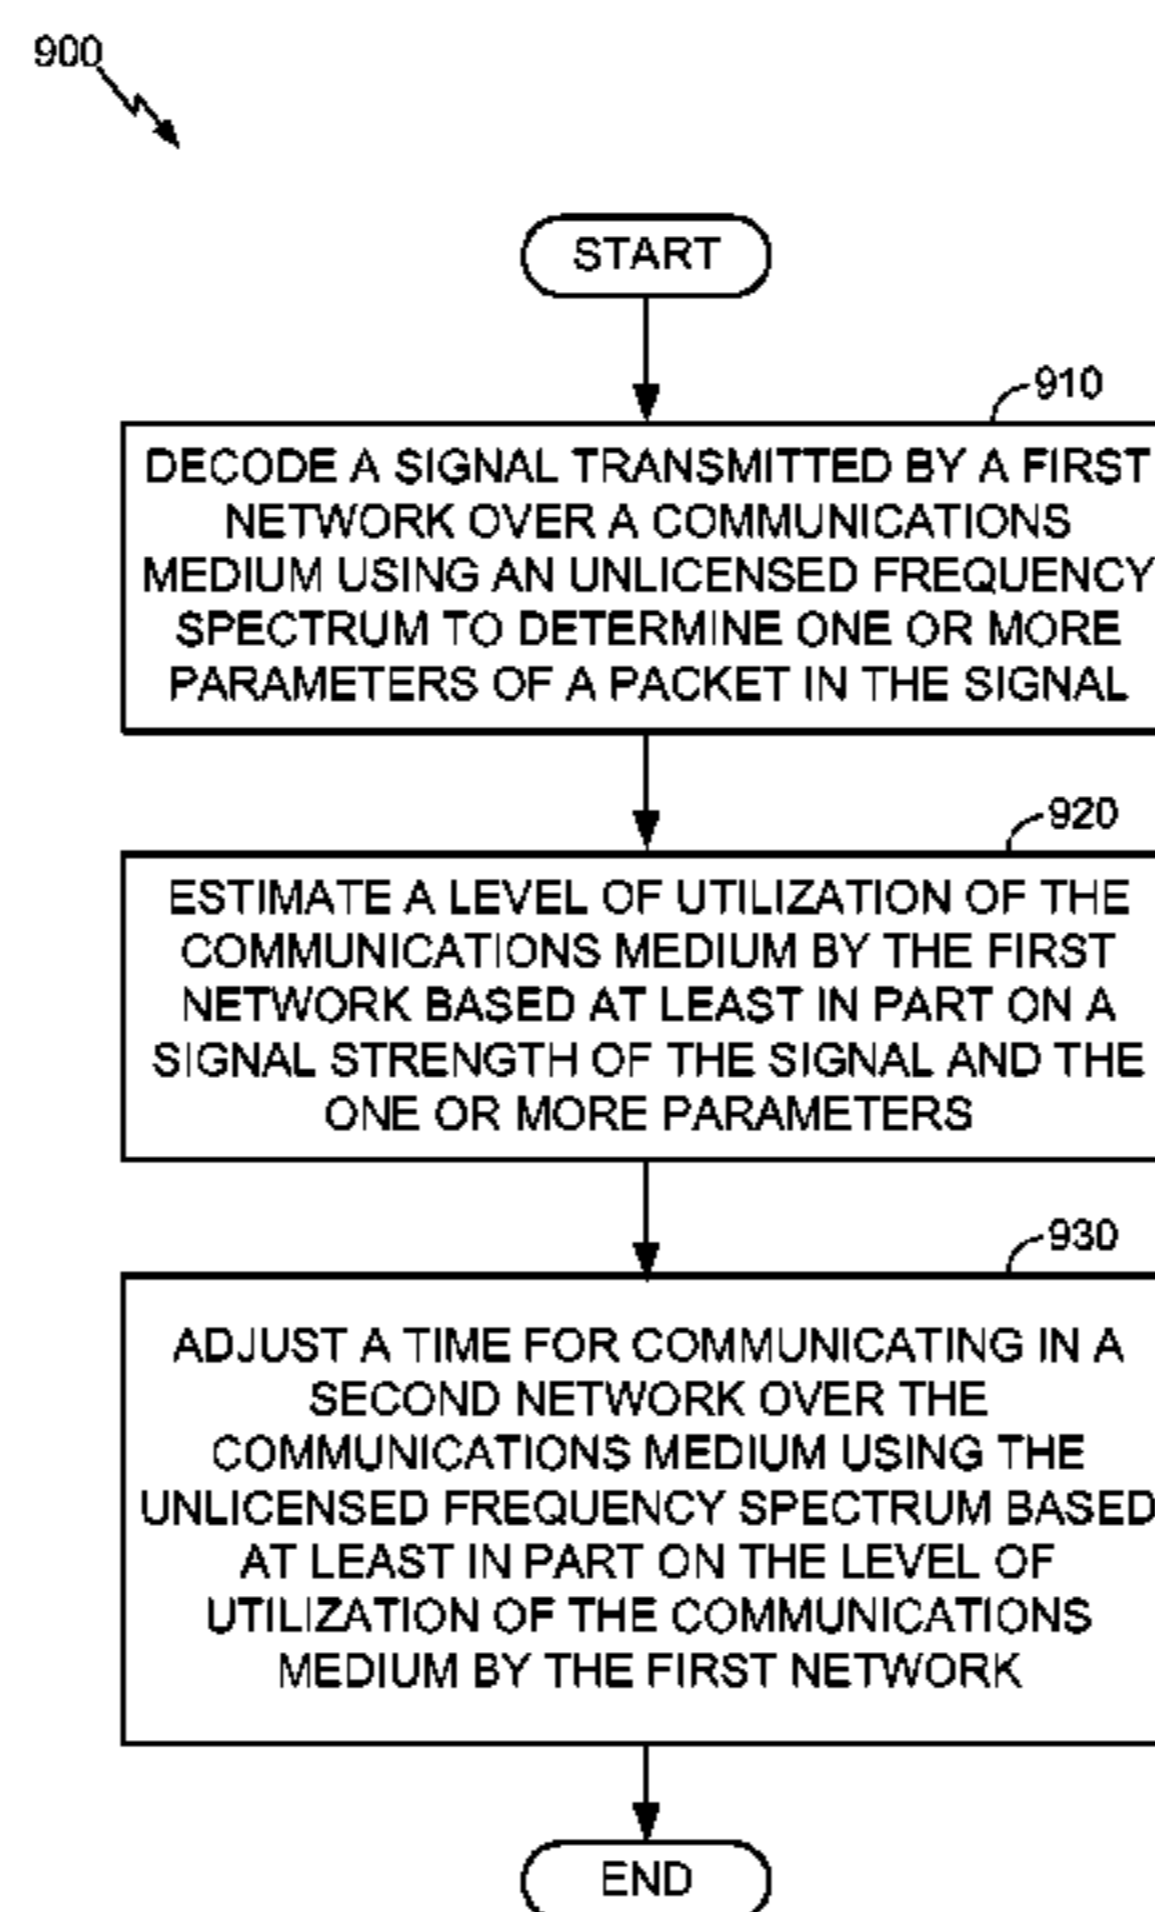 900
START
910
DECODE A SIGNAL TRANSMITTED BY A FIRST
NETWORK OVER A COMMUNICATIONS
MEDIUM USING AN UNLICENSED FREQUENCY
SPECTRUM TO DETERMINE ONE OR MORE
PARAMETERS OF A PACKET IN THE SIGNAL
920
ESTIMATE A LEVEL OF UTILIZATION OF THE
COMMUNICATIONS MEDIUM BY THE FIRST
NETWORK BASED AT LEAST IN PART ON A
SIGNAL STRENGTH OF THE SIGNAL AND THE
ONE OR MORE PARAMETERS
930
ADJUST A TIME FOR COMMUNICATING IN A
SECOND NETWORK OVER THE
COMMUNICATIONS MEDIUM USING THE
UNLICENSED FREQUENCY SPECTRUM BASED
AT LEAST IN PART ON THE LEVEL OF
UTILIZATION OF THE COMMUNICATIONS
MEDIUM BY THE FIRST NETWORK
END